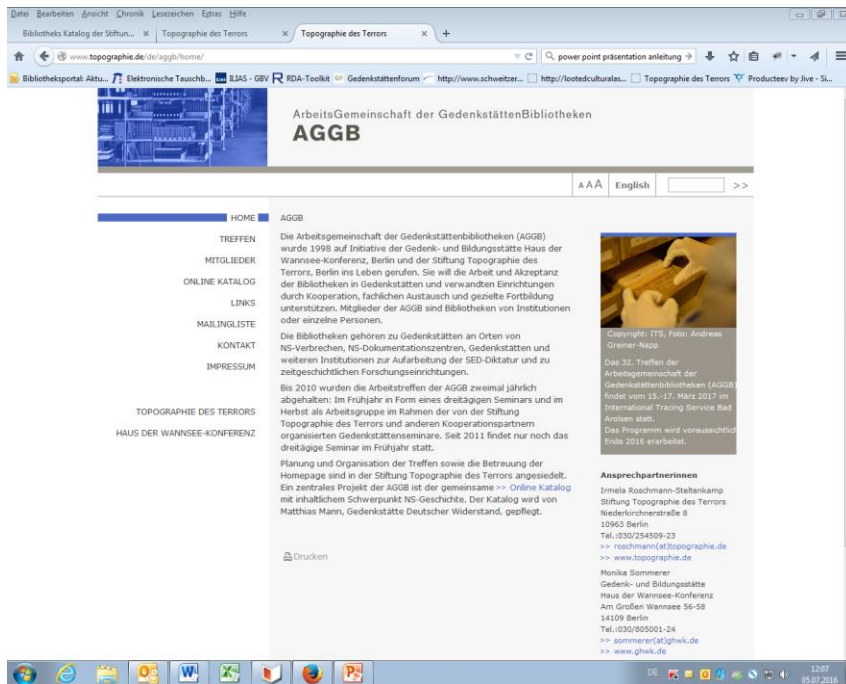 Datei Bearbeiten Ansicht Chronik Lesezeichen Extras Hilfe
Bibliotheks Katalog der Stiftun... × Topographie des Terrors × Topographie des Terrors × +
www.topographie.de/de/aggb/home/
power point präsentation anleitung
Bibliotheksportal: Aktu... Elektronische Tauschb... ILIAS - GBV RDA-Toolkit Gedenkstättenforum http://www.schweitzer... http://lootedculturalas... Topographie des Terrors Producteev by Jive - Si...
ArbeitsGemeinschaft der GedenkstättenBibliotheken
AGGB
A A A English >>
HOME
TREFFEN
MITGLIEDER
ONLINE KATALOG
LINKS
MAILINGLISTE
KONTAKT
IMPRESSUM
TOPOGRAPHIE DES TERRORS
HAUS DER WANNSEE-KONFERENZ
AGGB
Die Arbeitsgemeinschaft der Gedenkstättenbibliotheken (AGGB)
wurde 1998 auf Initiative der Gedenk- und Bildungsstätte Haus der
Wannsee-Konferenz, Berlin und der Stiftung Topographie des
Terrors, Berlin ins Leben gerufen. Sie will die Arbeit und Akzeptanz
der Bibliotheken in Gedenkstätten und verwandten Einrichtungen
durch Kooperation, fachlichen Austausch und gezielte Fortbildung
unterstützen. Mitglieder der AGGB sind Bibliotheken von Institutionen
oder einzelne Personen.
Die Bibliotheken gehören zu Gedenkstätten an Orten von
NS-Verbrechen, NS-Dokumentationszentren, Gedenkstätten und
weiteren Institutionen zur Aufarbeitung der SED-Diktatur und zu
zeitgeschichtlichen Forschungseinrichtungen.
Bis 2010 wurden die Arbeitstreffen der AGGB zweimal jährlich
abgehalten: Im Frühjahr in Form eines dreitägigen Seminars und im
Herbst als Arbeitsgruppe im Rahmen der von der Stiftung
Topographie des Terrors und anderen Kooperationspartnern
organisierten Gedenkstättenseminare. Seit 2011 findet nur noch das
dreitägige Seminar im Frühjahr statt.
Planung und Organisation der Treffen sowie die Betreuung der
Homepage sind in der Stiftung Topographie des Terrors angesiedelt.
Ein zentrales Projekt der AGGB ist der gemeinsame >> Online Katalog
mit inhaltlichem Schwerpunkt NS-Geschichte. Der Katalog wird von
Matthias Mann, Gedenkstätte Deutscher Widerstand, gepflegt.
Drucken
Copyright: ITS, Foto: Andreas
Greiner-Napp
Das 32. Treffen der
Arbeitsgemeinschaft der
Gedenkstättenbibliotheken (AGGB)
findet vom 15.-17. März 2017 im
International Tracing Service Bad
Arolsen statt.
Das Programm wird voraussichtlich
Ende 2016 erarbeitet.
Ansprechpartnerinnen
Irmela Roschmann-Steltenkamp
Stiftung Topographie des Terrors
Niederkirchnerstraße 8
10963 Berlin
Tel.:030/254509-23
>> roschmann(at)topographie.de
>> www.topographie.de
Monika Sommerer
Gedenk- und Bildungsstätte
Haus der Wannsee-Konferenz
Am Großen Wannsee 56-58
14109 Berlin
Tel.:030/805001-24
>> sommerer(at)ghwk.de
>> www.ghwk.de
DE 12:07
05.07.2016